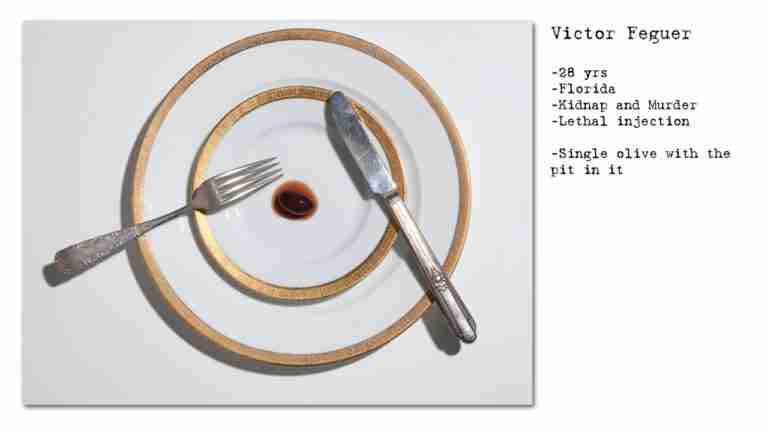 Victor Feguer
-28 yrs
-Florida
-Kidnap and Murder
-Lethal injection
-Single olive with the
pit in it